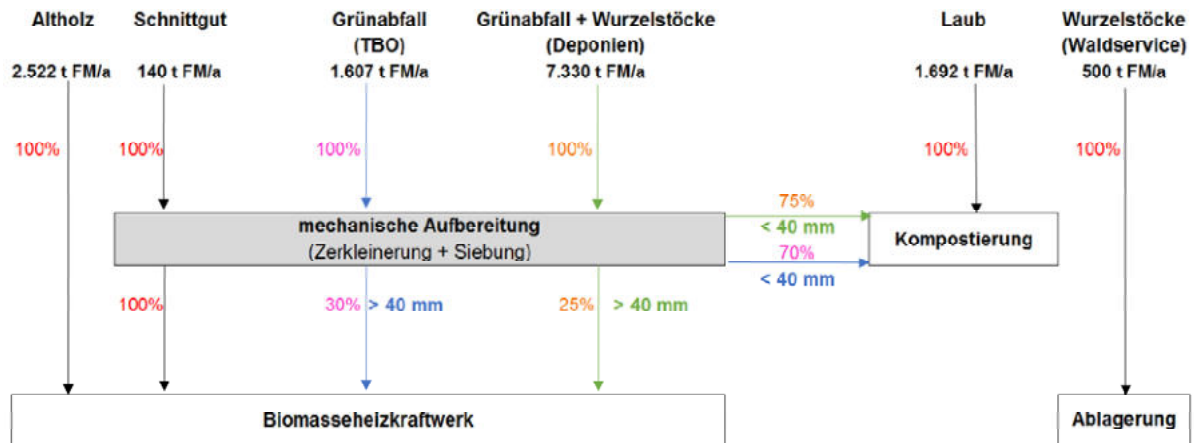 Altholz
2.522 t FM/a
Schnittgut
140 t FM/a
Grünabfall
(TBO)
1.607 t FM/a
Grünabfall + Wurzelstöcke
(Deponien)
7.330 t FM/a
Laub
1.692 t FM/a
Wurzelstöcke
(Waldservice)
500 t FM/a
100%
100%
100%
100%
100%
100%
mechanische Aufbereitung
(Zerkleinerung + Siebung)
75%
< 40 mm
70%
< 40 mm
Kompostierung
100%
30% > 40 mm
25% > 40 mm
Biomasseheizkraftwerk
Ablagerung